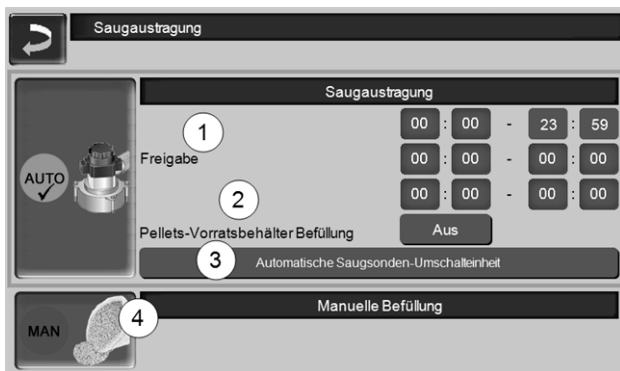 Saugaustragung
Saugaustragung
1
00 : 00 - 23 : 59
Freigabe
00 : 00 - 00 : 00
AUTO
00 : 00 - 00 : 00
2
Pellets-Vorratsbehälter Befüllung Aus
3
Automatische Saugsonden-Umschalteinheit
Manuelle Befüllung
4
MAN